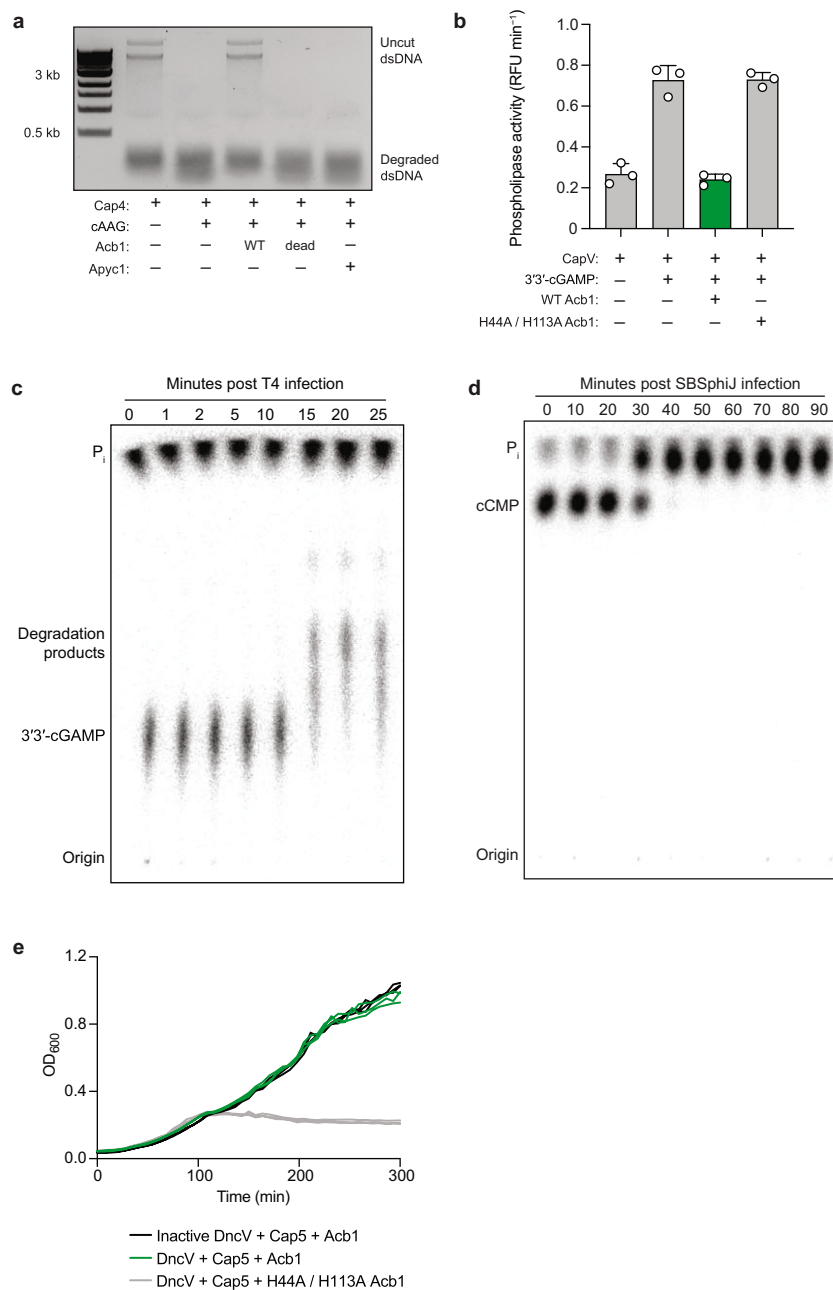 a
Uncut
dsDNA
3 kb
0.5 kb
Degraded
dsDNA
Cap4: + + + + +
cAAG: – + + + +
Acb1: – – WT dead –
Apyc1: – – – – +
b
Phospholipase activity (RFU min⁻¹)
1.0
0.8
0.6
0.4
0.2
0
CapV: + + + +
3′3′-cGAMP: – + + +
WT Acb1: – – + –
H44A / H113A Acb1: – – – +
c
Minutes post T4 infection
0 1 2 5 10 15 20 25
Pi
Degradation
products
3′3′-cGAMP
Origin
d
Minutes post SBSphiJ infection
0 10 20 30 40 50 60 70 80 90
Pi
cCMP
Origin
e
OD600
1.2
0.8
0.4
0.0
0 100 200 300
Time (min)
Inactive DncV + Cap5 + Acb1
DncV + Cap5 + Acb1
DncV + Cap5 + H44A / H113A Acb1